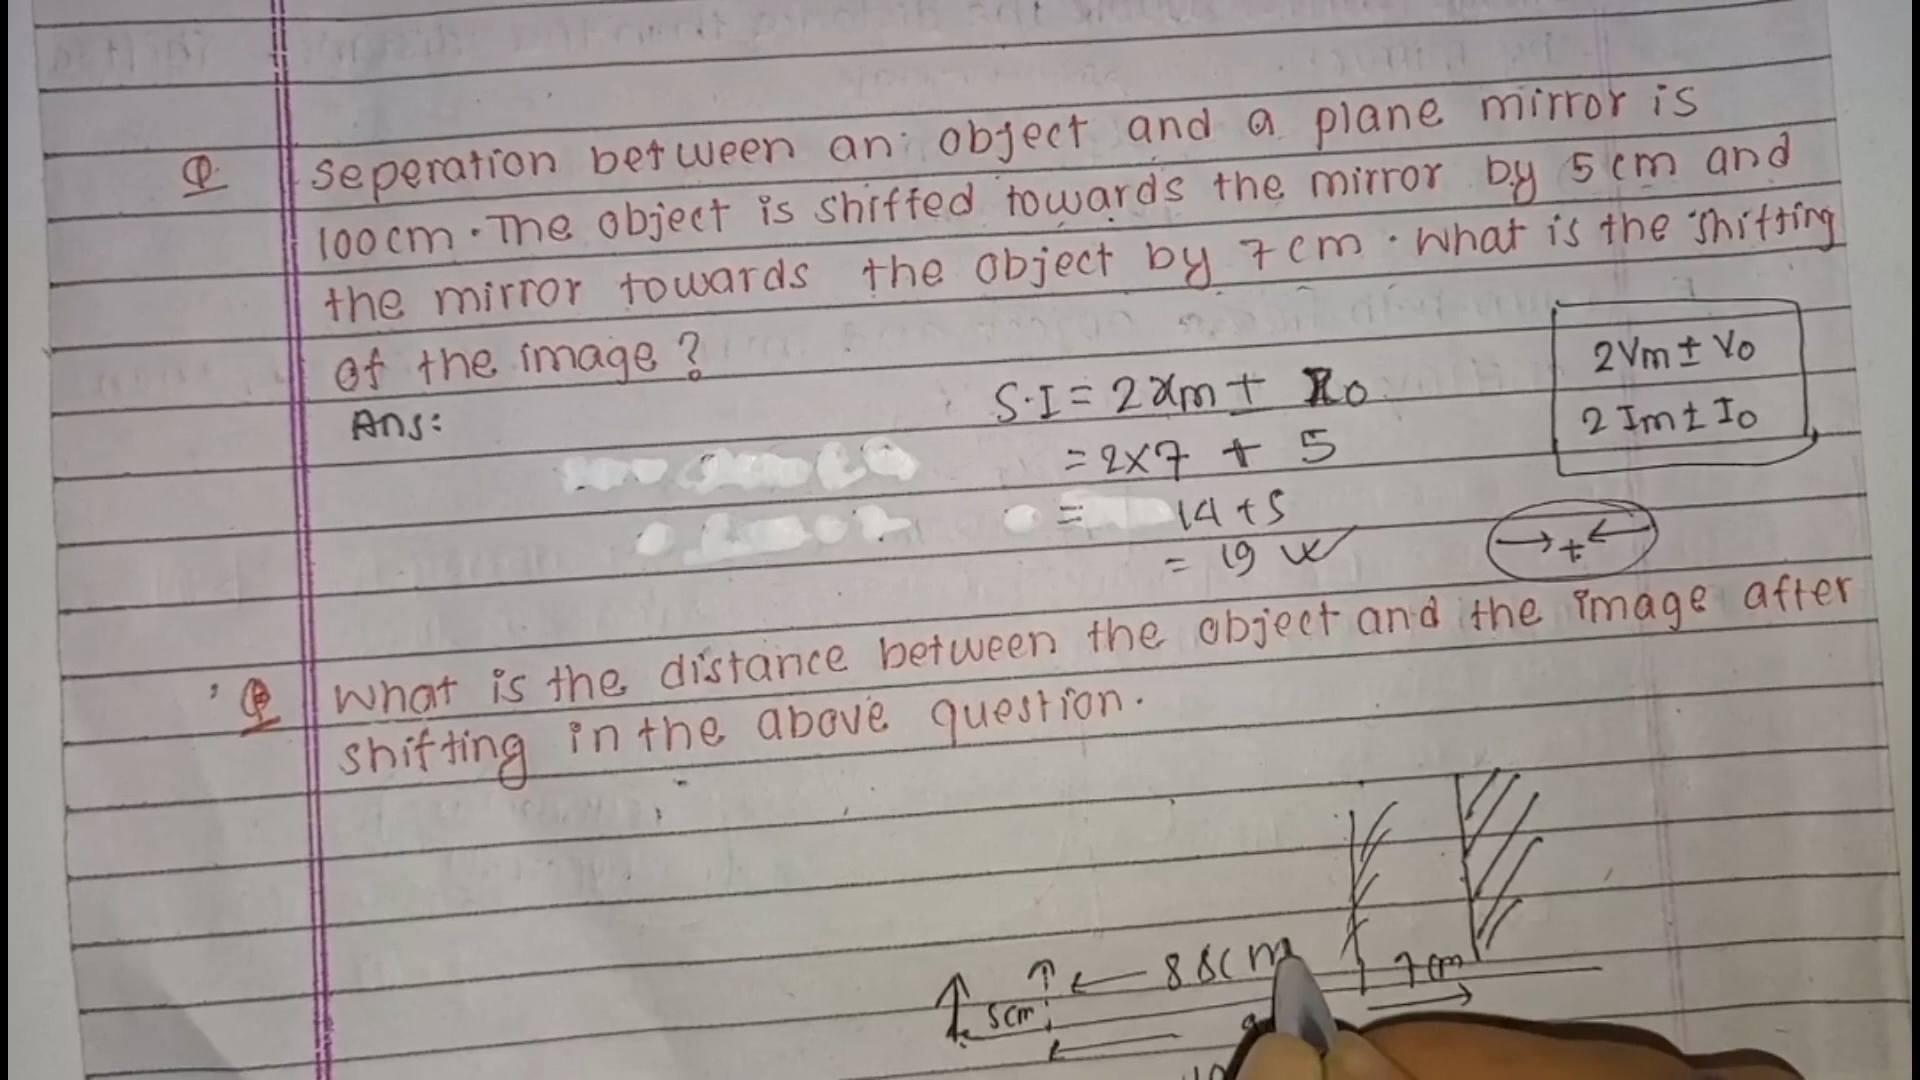 Q seperation between an object and a plane mirror is
100cm. The object is shifted towards the mirror by 5cm and
the mirror towards the object by 7cm. What is the shifting
of the image?
Ans:
S.I = 2xm + xo
= 2x7 + 5
= 14+5
= 19
2Vm ± Vo
2Im ± Io
→ + ←
Q What is the distance between the object and the image after
shifting in the above question.
5cm
← 88cm
7cm